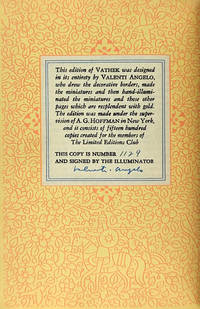 This edition of VATHEK was designed
in its entirety by VALENTI ANGELO,
who drew the decorative borders, made
the miniatures and then hand-illumi-
nated the miniatures and these other
pages which are resplendent with gold.
The edition was made under the super-
vision of A. G. HOFFMAN in New York,
and it consists of fifteen hundred
copies created for the members of
The Limited Editions Club
THIS COPY IS NUMBER 1129
AND SIGNED BY THE ILLUMINATOR
Valenti Angelo